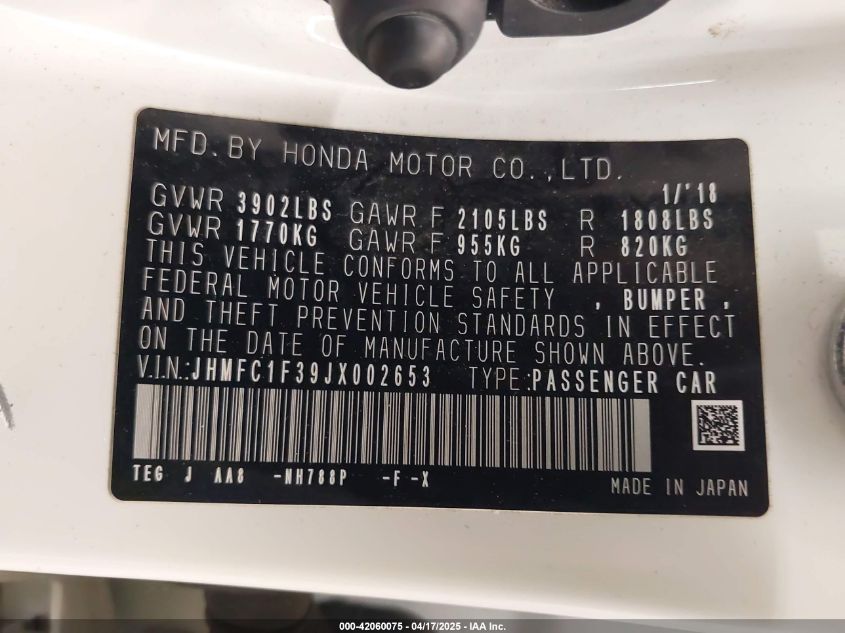 MFD. BY HONDA MOTOR CO., LTD.
1/'18
GVWR 3902LBS GAWR F 2105LBS R 1808LBS
GVWR 1770KG GAWR F 955KG R 820KG
THIS VEHICLE CONFORMS TO ALL APPLICABLE
FEDERAL MOTOR VEHICLE SAFETY , BUMPER ,
AND THEFT PREVENTION STANDARDS IN EFFECT
ON THE DATE OF MANUFACTURE SHOWN ABOVE.
V.I.N.:JHMFC1F39JX002653 TYPE:PASSENGER CAR
TEG J AA8 -NH788P -F -X
MADE IN JAPAN
000-42060075 | 04/17/2025 - IAA Inc.